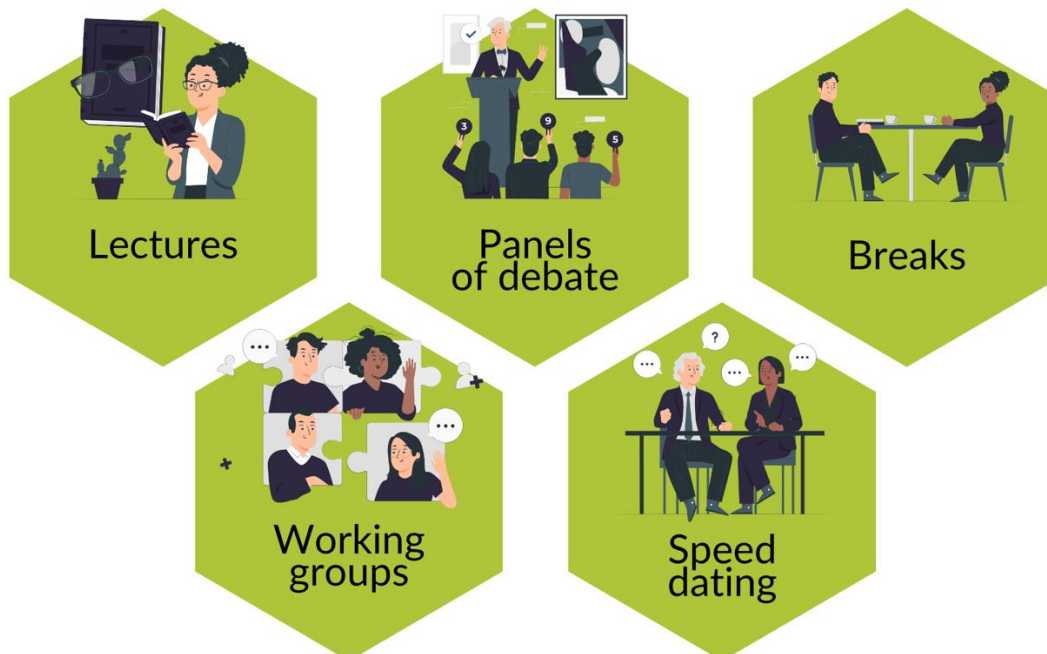 3
9
5
Lectures
Panels
of debate
Breaks
?
Working
groups
Speed
dating